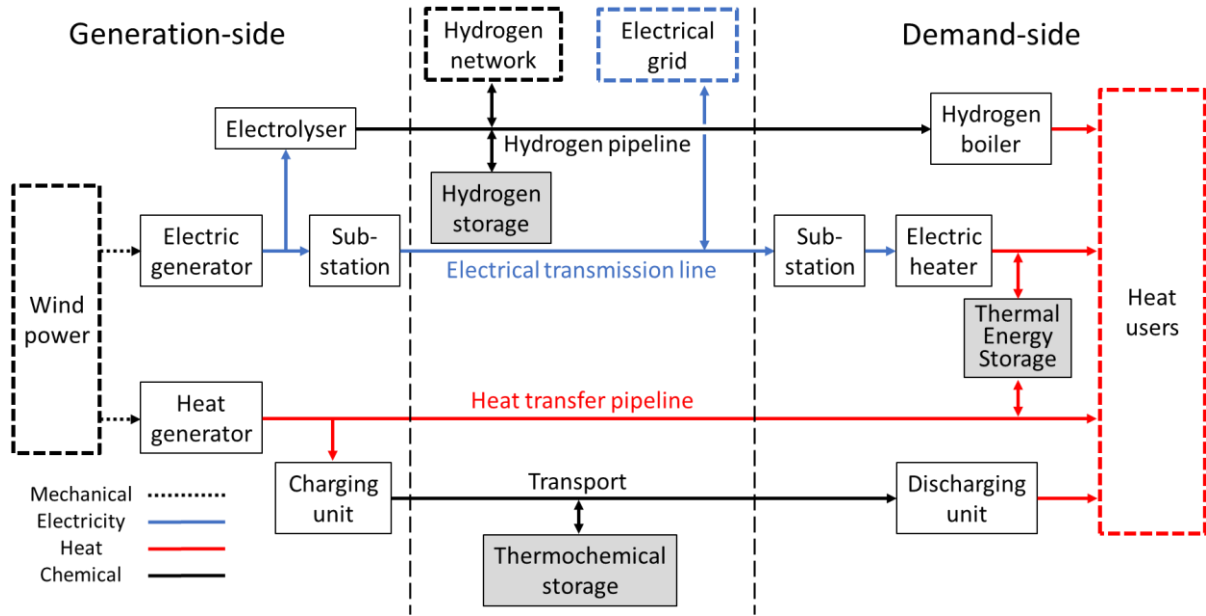 Generation-side
Hydrogen
network
Electrical
grid
Demand-side
Electrolyser
Hydrogen pipeline
Hydrogen
boiler
Hydrogen
storage
Electric
generator
Sub-
station
Electrical transmission line
Sub-
station
Electric
heater
Wind
power
Thermal
Energy
Storage
Heat
users
Heat
generator
Heat transfer pipeline
Charging
unit
Transport
Discharging
unit
Thermochemical
storage
Mechanical
Electricity
Heat
Chemical